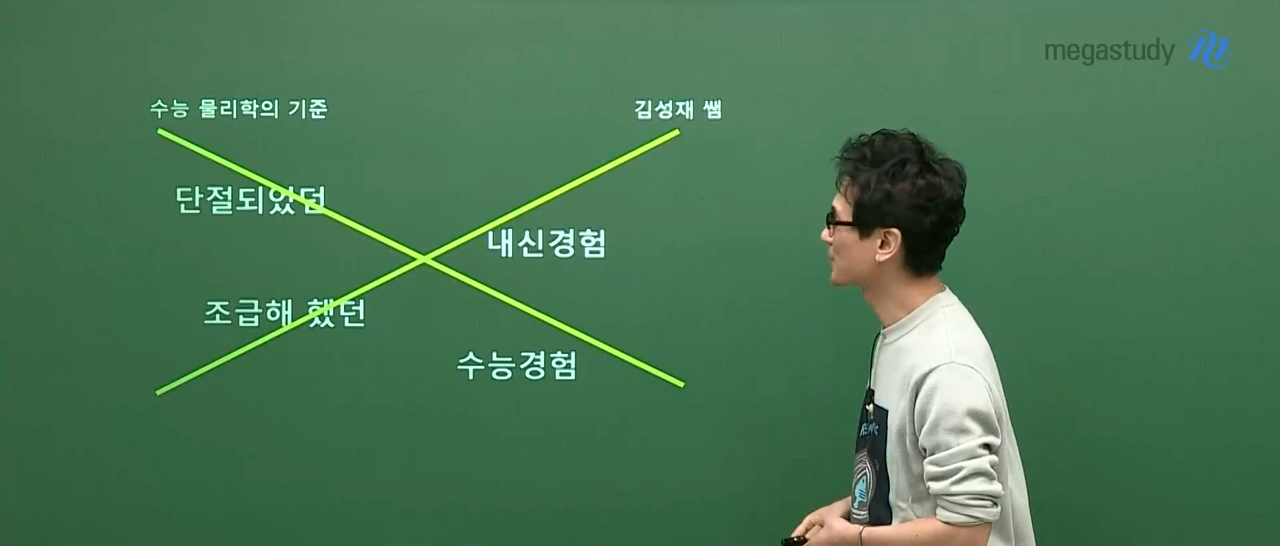 megastudy
수능 물리학의 기준
김성재 쌤
단절되었던
내신경험
조급해 했던
수능경험